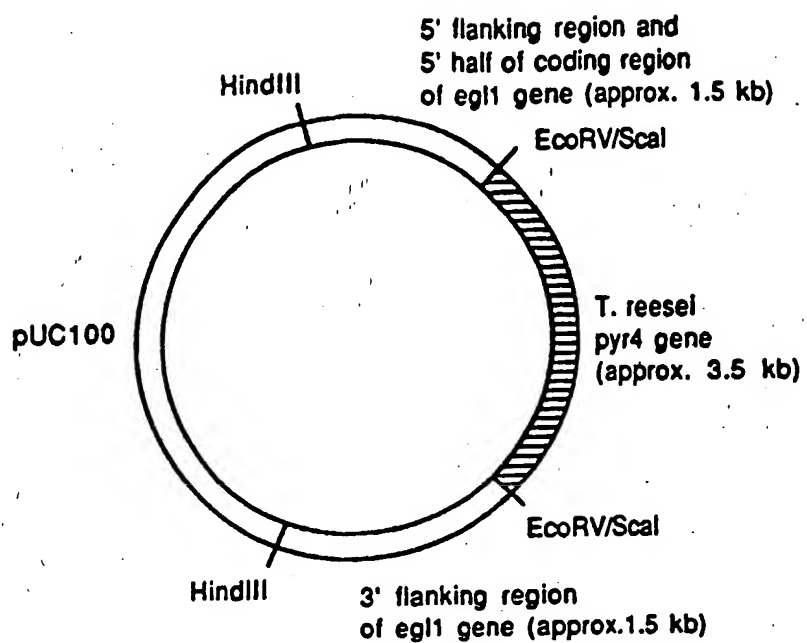 5' flanking region and
5' half of coding region
of egl1 gene (approx. 1.5 kb)
HindIII
EcoRV/ScaI
pUC100
T. reesei
pyr4 gene
(approx. 3.5 kb)
EcoRV/ScaI
HindIII
3' flanking region
of egl1 gene (approx.1.5 kb)